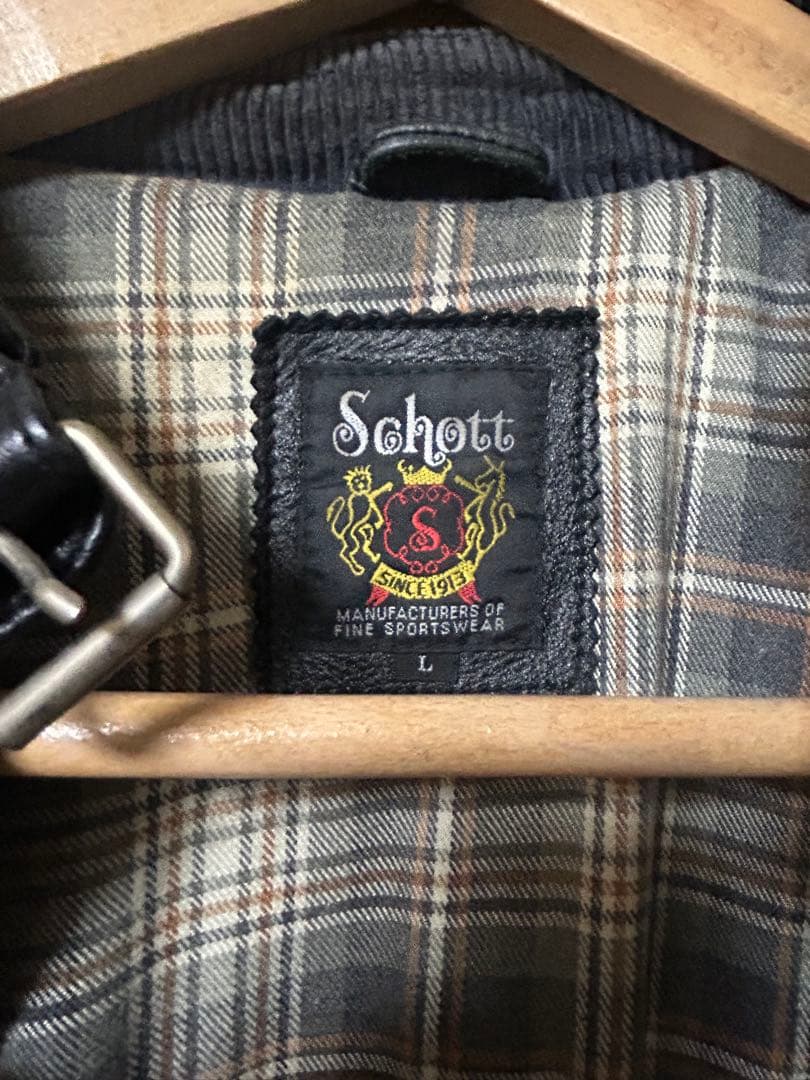 Schott
S
SINCE 1913
MANUFACTURERS OF
FINE SPORTSWEAR
L